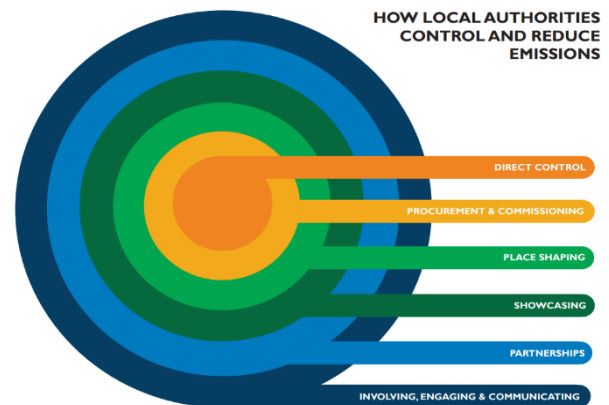 HOW LOCAL AUTHORITIES
CONTROL AND REDUCE
EMISSIONS
DIRECT CONTROL
PROCUREMENT & COMMISSIONING
PLACE SHAPING
SHOWCASING
PARTNERSHIPS
INVOLVING, ENGAGING & COMMUNICATING